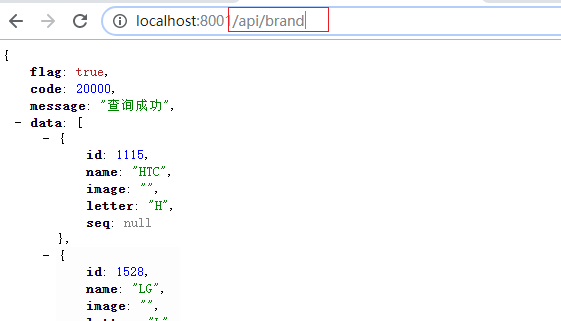 localhost:8001/api/brand
{
flag: true,
code: 20000,
message: "查询成功",
- data: [
- {
id: 1115,
name: "HTC",
image: "",
letter: "H",
seq: null
},
- {
id: 1528,
name: "LG",
image: "",
letter: "L"